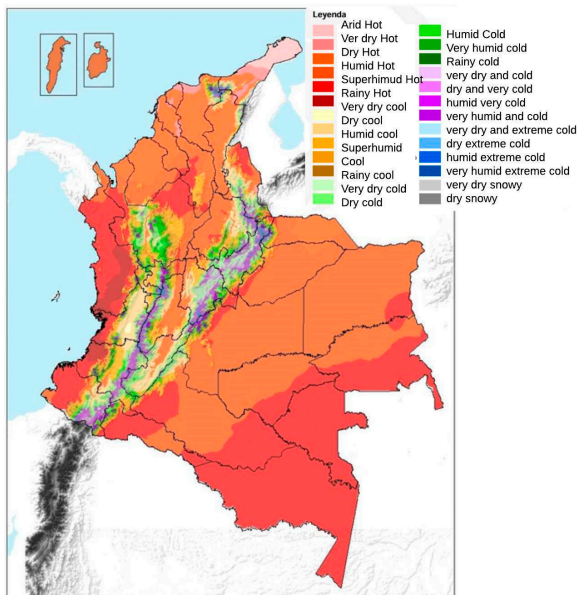 Leyenda
Arid Hot
Ver dry Hot
Dry Hot
Humid Hot
Superhimud Hot
Rainy Hot
Very dry cool
Dry cool
Humid cool
Superhumid
Cool
Rainy cool
Very dry cold
Dry cold
Humid Cold
Very humid cold
Rainy cold
very dry and cold
dry and very cold
humid very cold
very humid and cold
very dry and extreme cold
dry extreme cold
humid extreme cold
very humid extreme cold
very dry snowy
dry snowy